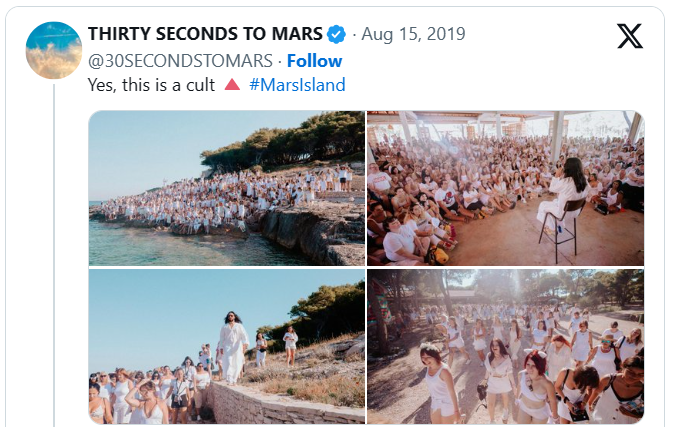 THIRTY SECONDS TO MARS · Aug 15, 2019
@30SECONDSTOMARS · Follow
Yes, this is a cult 🔺 #MarsIsland